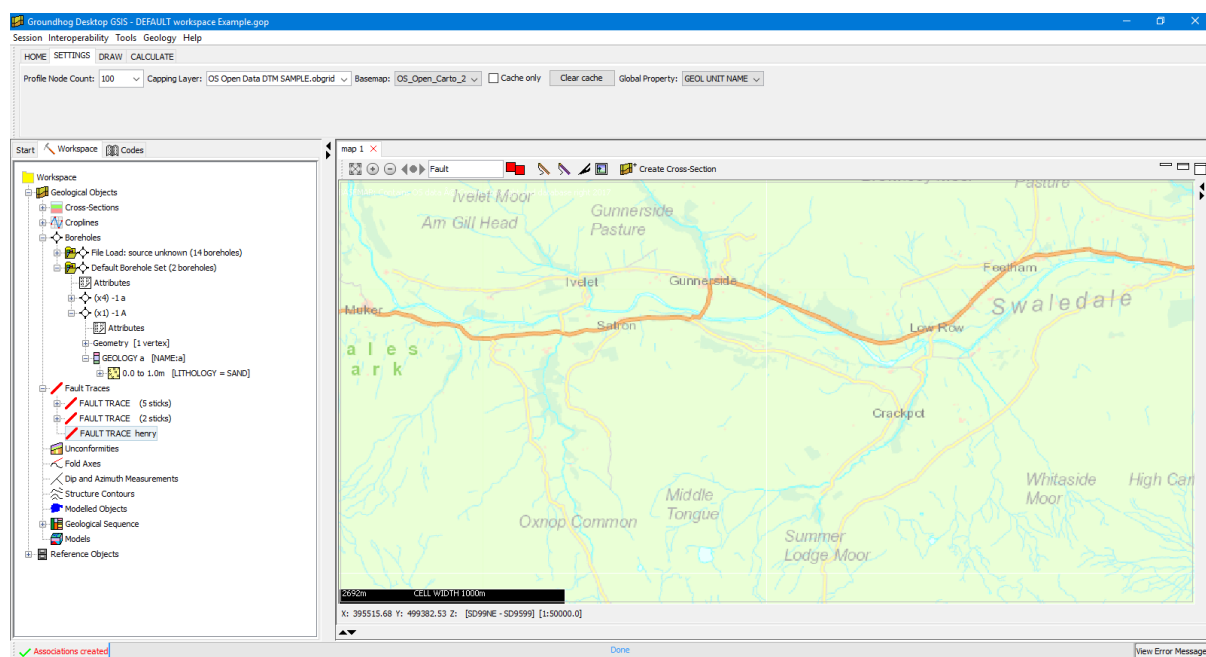 Groundhog Desktop GSIS - DEFAULT workspace Example.gop
Session Interoperability Tools Geology Help
HOME SETTINGS DRAW CALCULATE
Profile Node Count: 100 Capping Layer: OS Open Data DTM SAMPLE.obgrid Basemap: OS_Open_Carto_2 Cache only Clear cache Global Property: GEOL UNIT NAME
Start Workspace Codes
Workspace
Geological Objects
Cross-Sections
Croplines
Boreholes
File Load: source unknown (14 boreholes)
Default Borehole Set (2 boreholes)
Attributes
(x4) -1 a
(x1) -1 A
Attributes
Geometry [1 vertex]
GEOLOGY a [NAME:a]
0.0 to 1.0m [LITHOLOGY = SAND]
Fault Traces
FAULT TRACE (5 sticks)
FAULT TRACE (2 sticks)
FAULT TRACE henry
Unconformities
Fold Axes
Dip and Azimuth Measurements
Structure Contours
Modelled Objects
Geological Sequence
Models
Reference Objects
map 1
Fault Create Cross-Section
Pasture
Ivelet Moor
Gunnerside
Pasture
Arn Gill Head
Feetham
Ivelet
Gunnerside
Swaledale
Muker
Satron
Low Row
ales
ark
Crackpot
Whitaside
Moor
High Carl
Middle
Tongue
Oxnop Common
Summer
Lodge Moor
2692m CELL WIDTH 1000m
X: 395515.68 Y: 499382.53 Z: [SD99NE - SD9599] [1:50000.0]
Associations created Done View Error Message